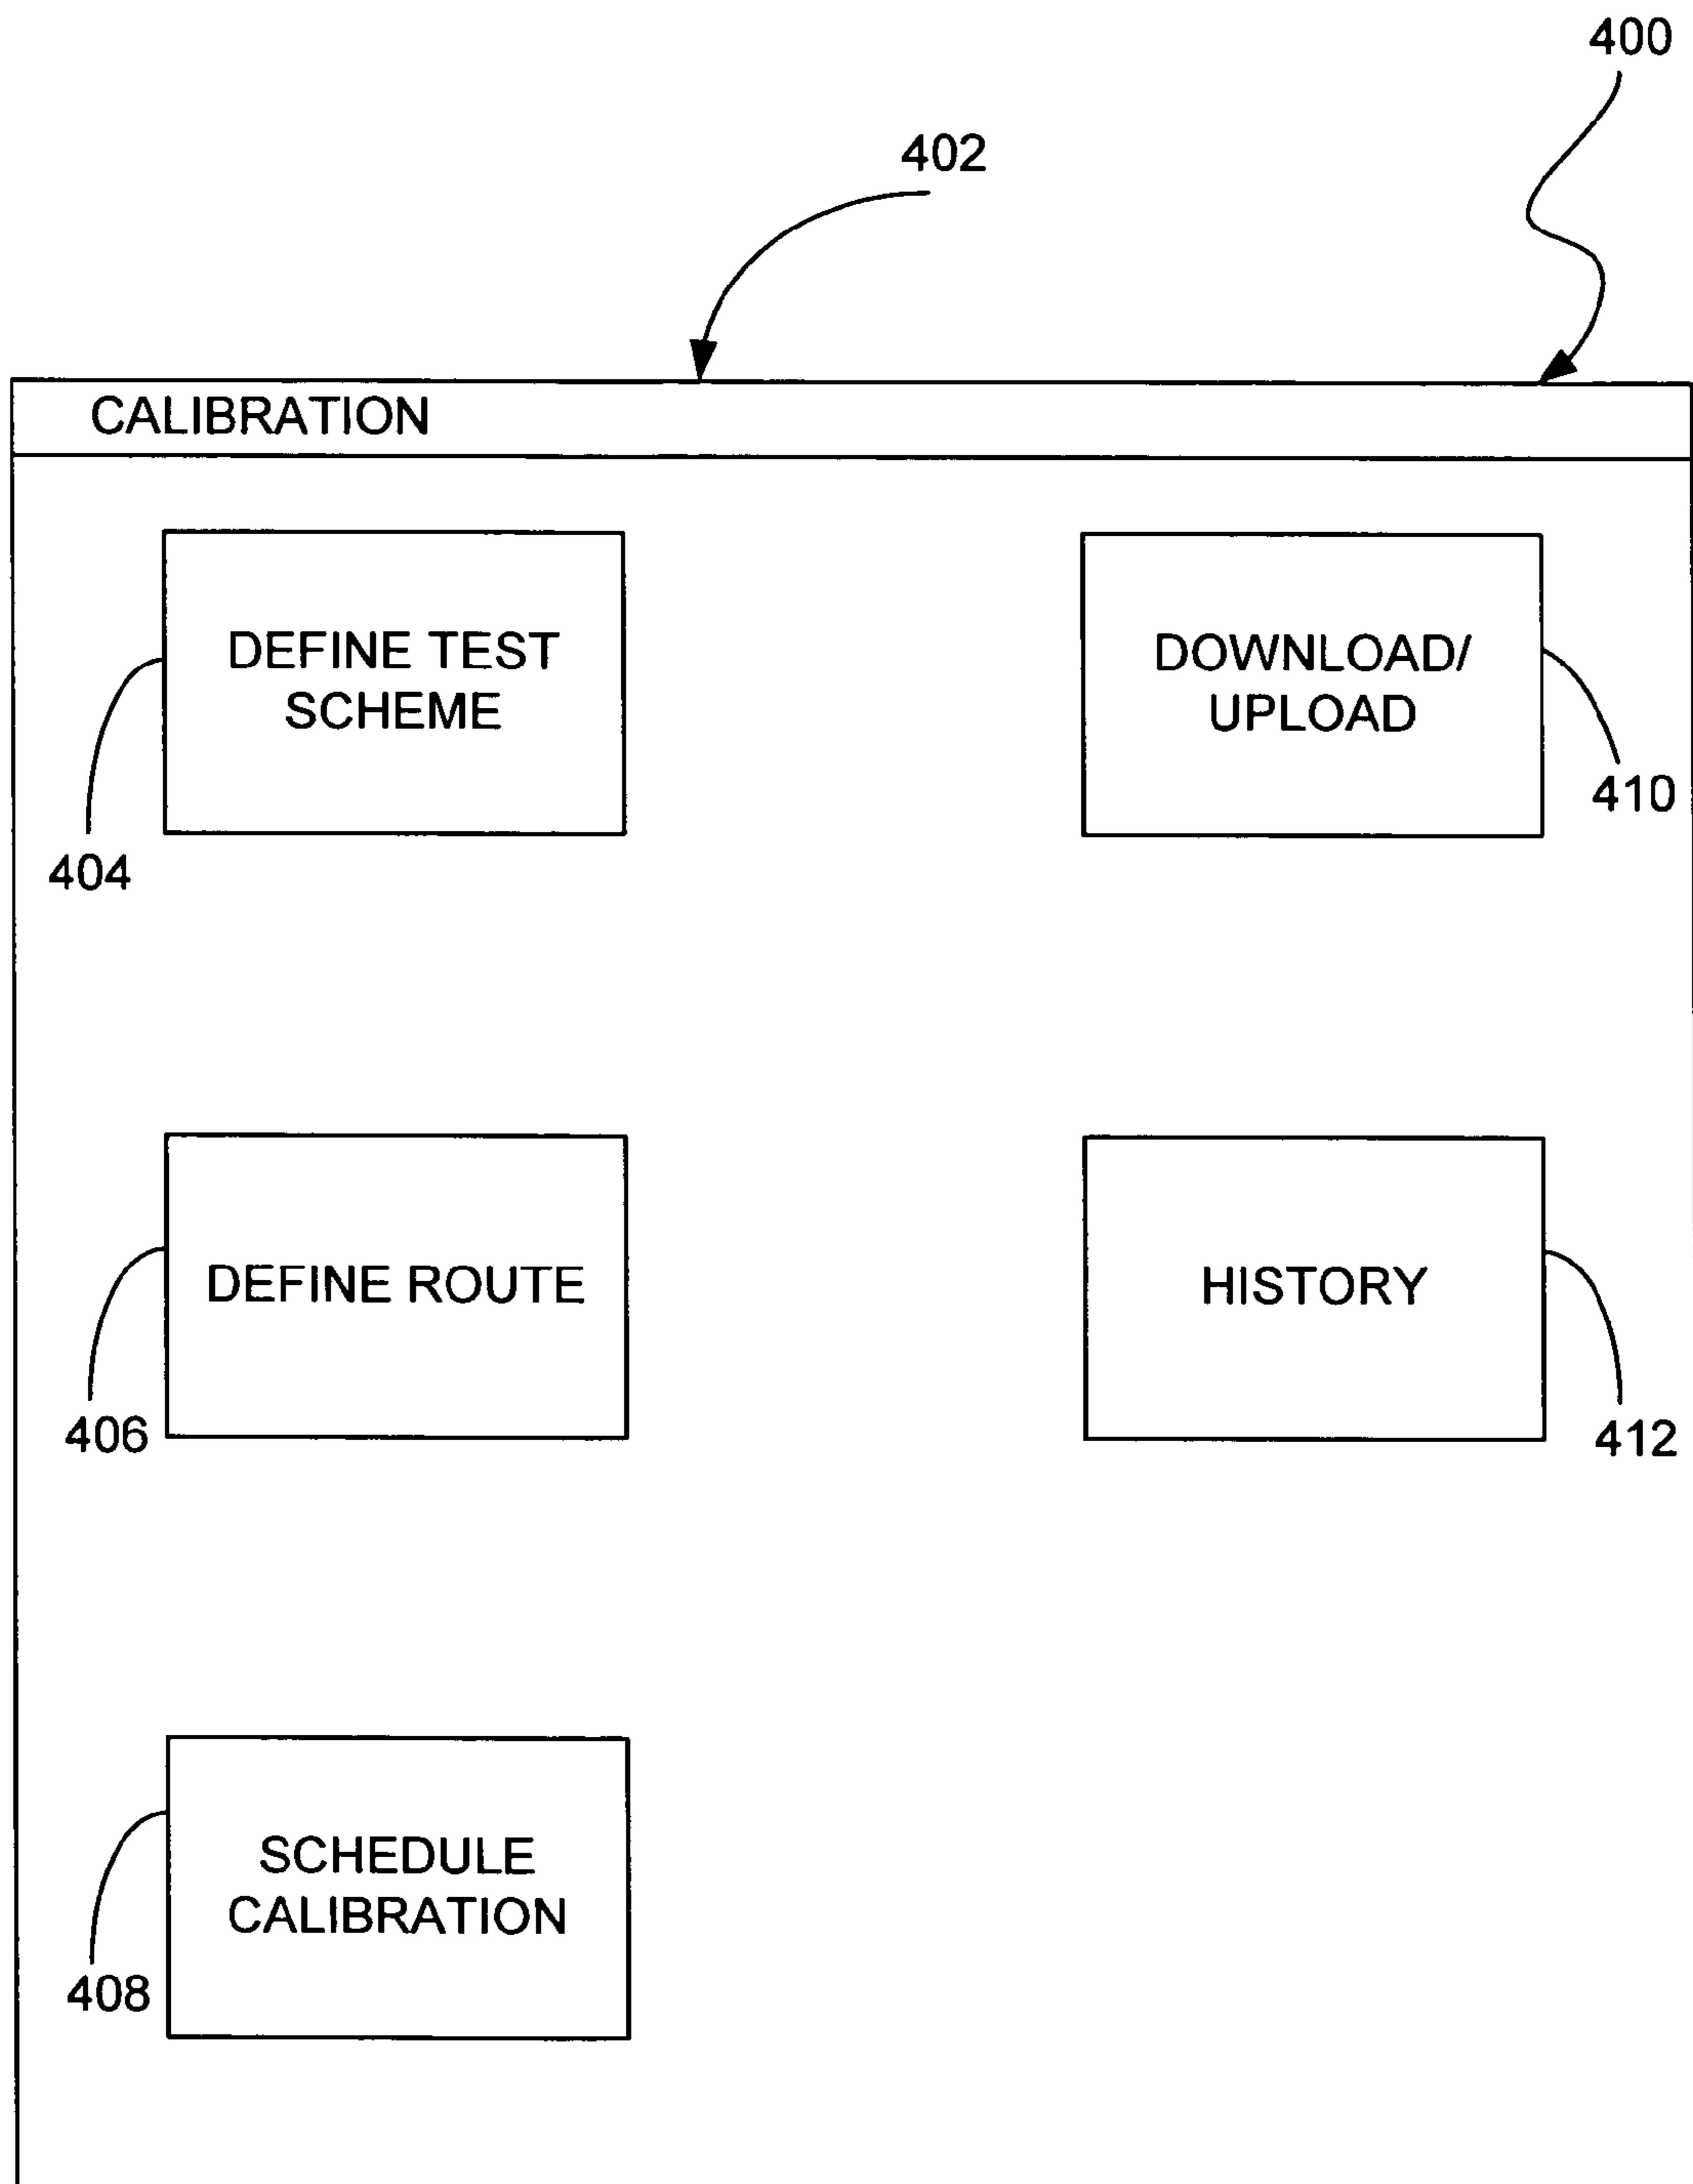 400
402
CALIBRATION
DEFINE TEST
SCHEME
404
DOWNLOAD/
UPLOAD
410
DEFINE ROUTE
406
HISTORY
412
SCHEDULE
CALIBRATION
408